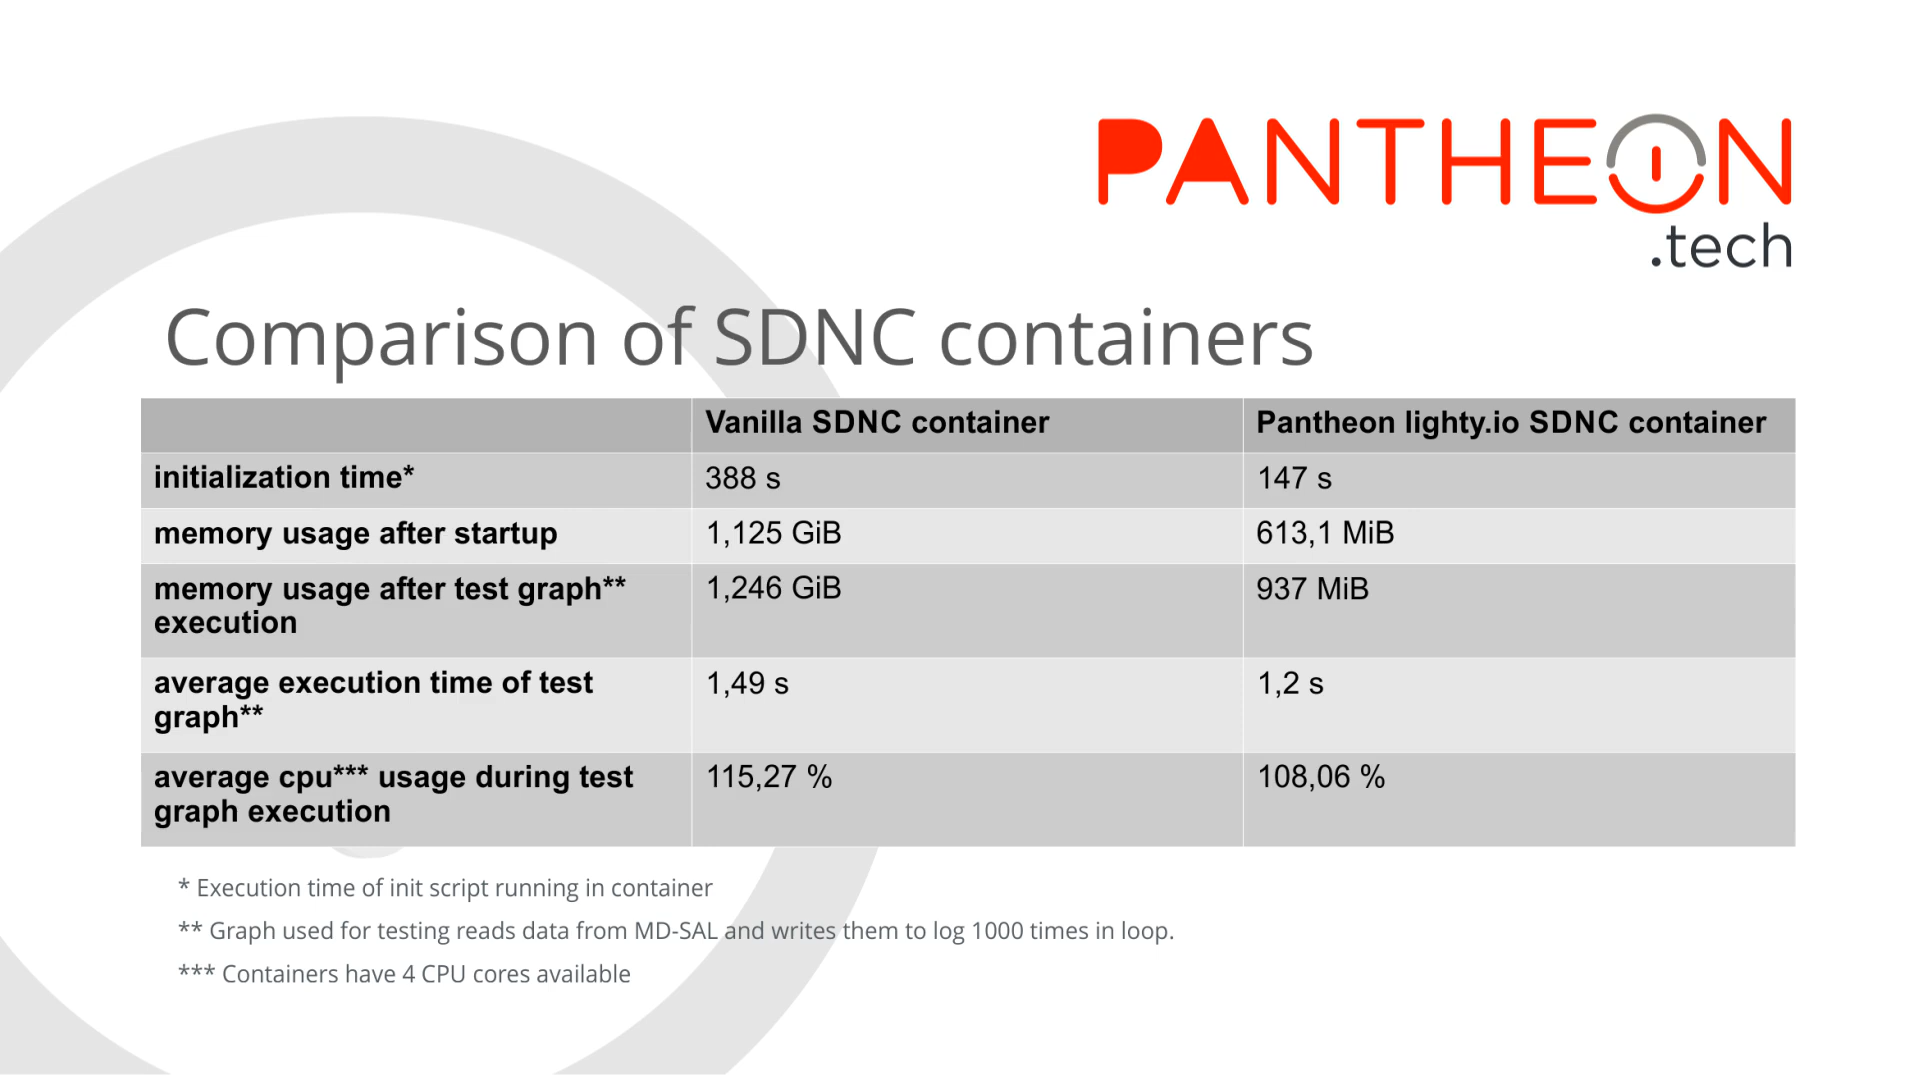 PANTHEON
.tech
Comparison of SDNC containers
Vanilla SDNC container
Pantheon lighty.io SDNC container
initialization time*
388 s
147 s
memory usage after startup
1,125 GiB
613,1 MiB
memory usage after test graph**
execution
1,246 GiB
937 MiB
average execution time of test
graph**
1,49 s
1,2 s
average cpu*** usage during test
graph execution
115,27 %
108,06 %
* Execution time of init script running in container
** Graph used for testing reads data from MD-SAL and writes them to log 1000 times in loop.
*** Containers have 4 CPU cores available